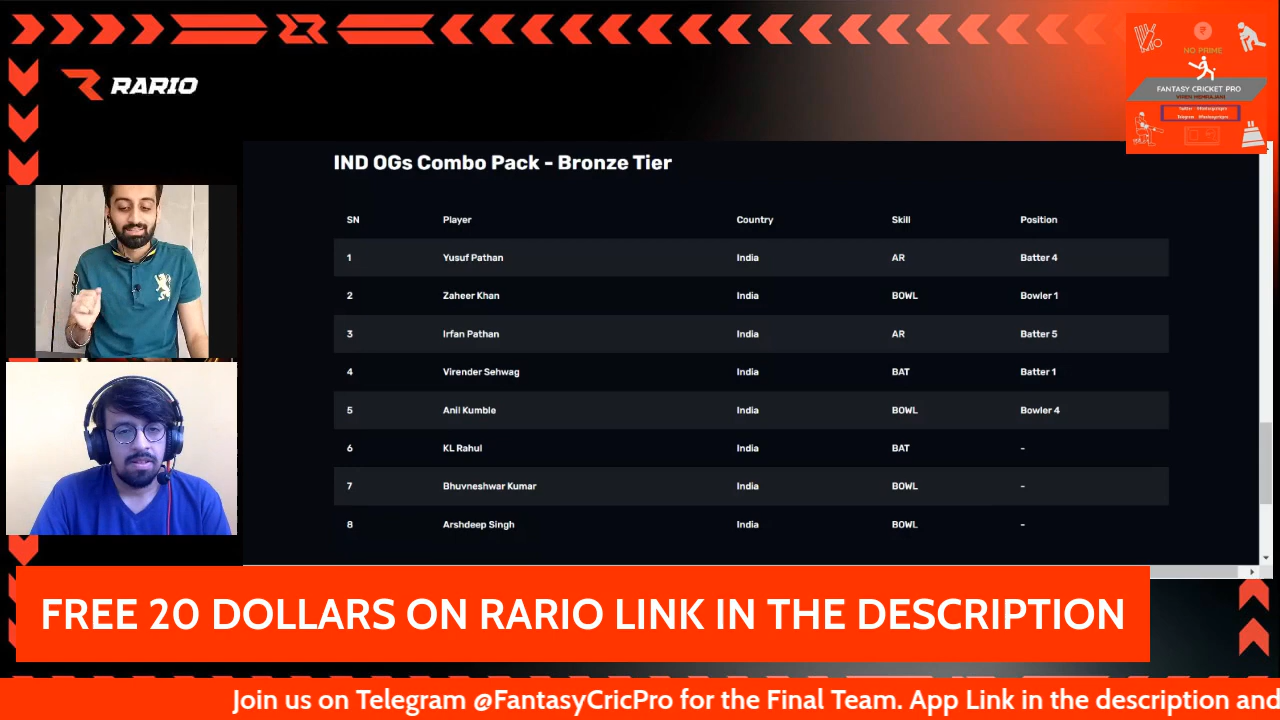 RARIO
NO PRIME
FANTASY CRICKET PRO
IND OGs Combo Pack - Bronze Tier
SN Player Country Skill Position
1 Yusuf Pathan India AR Batter 4
2 Zaheer Khan India BOWL Bowler 1
3 Irfan Pathan India AR Batter 5
4 Virender Sehwag India BAT Batter 1
5 Anil Kumble India BOWL Bowler 4
6 KL Rahul India BAT -
7 Bhuvneshwar Kumar India BOWL -
8 Arshdeep Singh India BOWL -
FREE 20 DOLLARS ON RARIO LINK IN THE DESCRIPTION
Join us on Telegram @FantasyCricPro for the Final Team. App Link in the description and